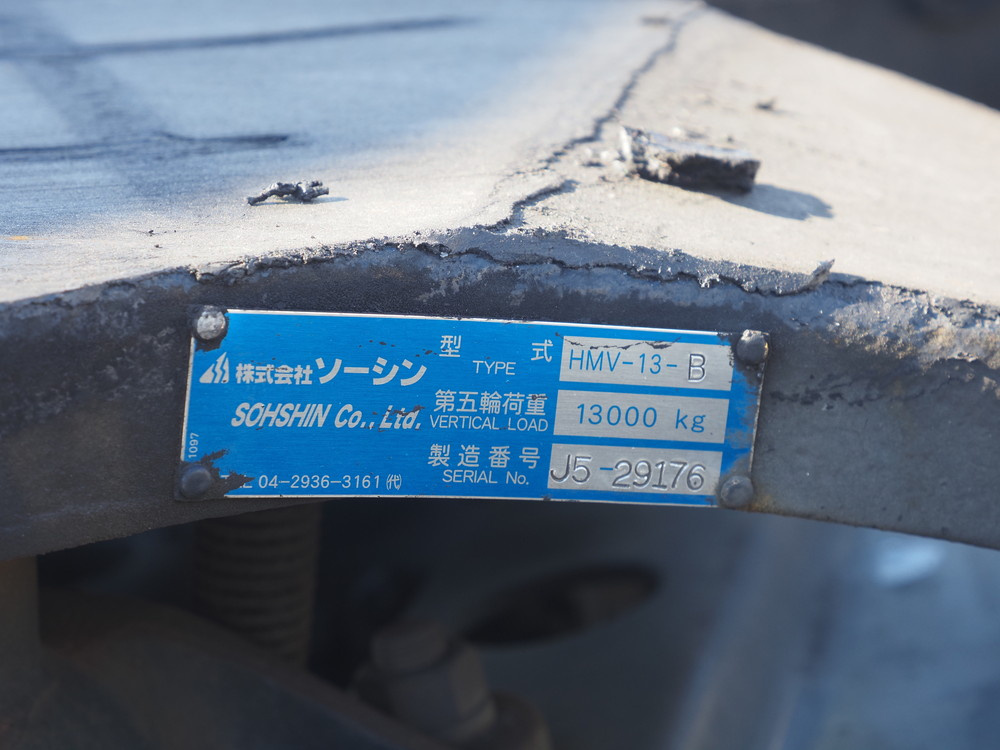 株式会社ソーシン
SOHSHIN Co.,Ltd.
1097
04-2936-3161(代)
型式 HMV-13-B
TYPE
第五輪荷重 13000 kg
VERTICAL LOAD
製造番号 J5-29176
SERIAL No.